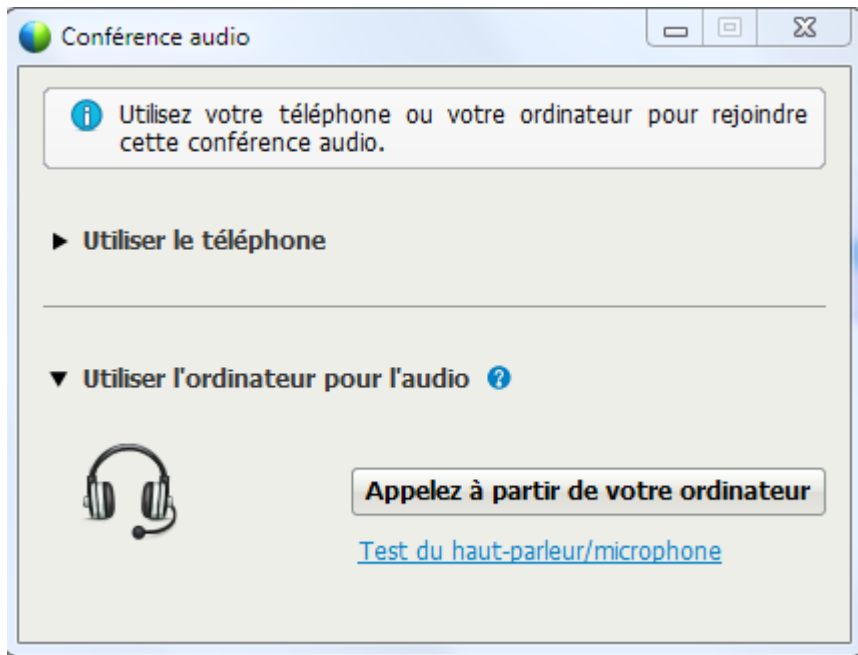 Conférence audio
Utilisez votre téléphone ou votre ordinateur pour rejoindre
cette conférence audio.
Utiliser le téléphone
Utiliser l'ordinateur pour l'audio
Appelez à partir de votre ordinateur
Test du haut-parleur/microphone